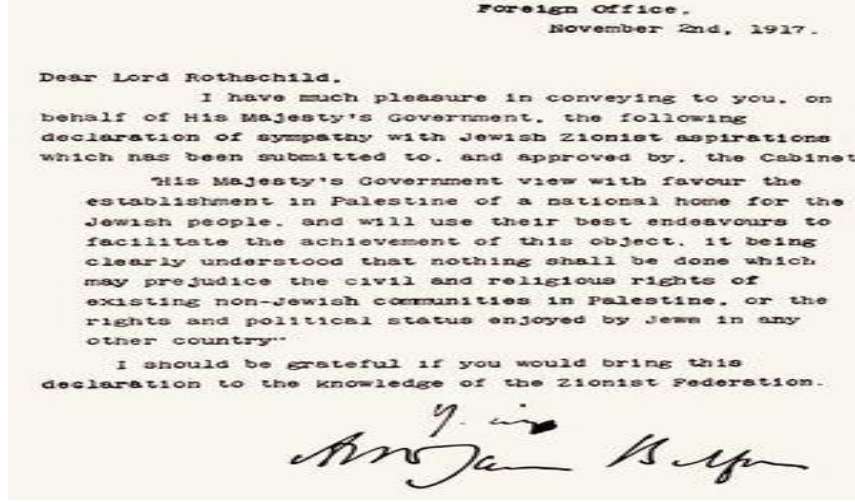 Foreign Office.
November 2nd, 1917.
Dear Lord Rothschild,
I have much pleasure in conveying to you, on
behalf of His Majesty's Government, the following
declaration of sympathy with Jewish Zionist aspirations
which has been submitted to, and approved by, the Cabinet
"His Majesty's Government view with favour the
establishment in Palestine of a national home for the
Jewish people, and will use their best endeavours to
facilitate the achievement of this object, it being
clearly understood that nothing shall be done which
may prejudice the civil and religious rights of
existing non-Jewish communities in Palestine, or the
rights and political status enjoyed by Jews in any
other country"
I should be grateful if you would bring this
declaration to the knowledge of the Zionist Federation.